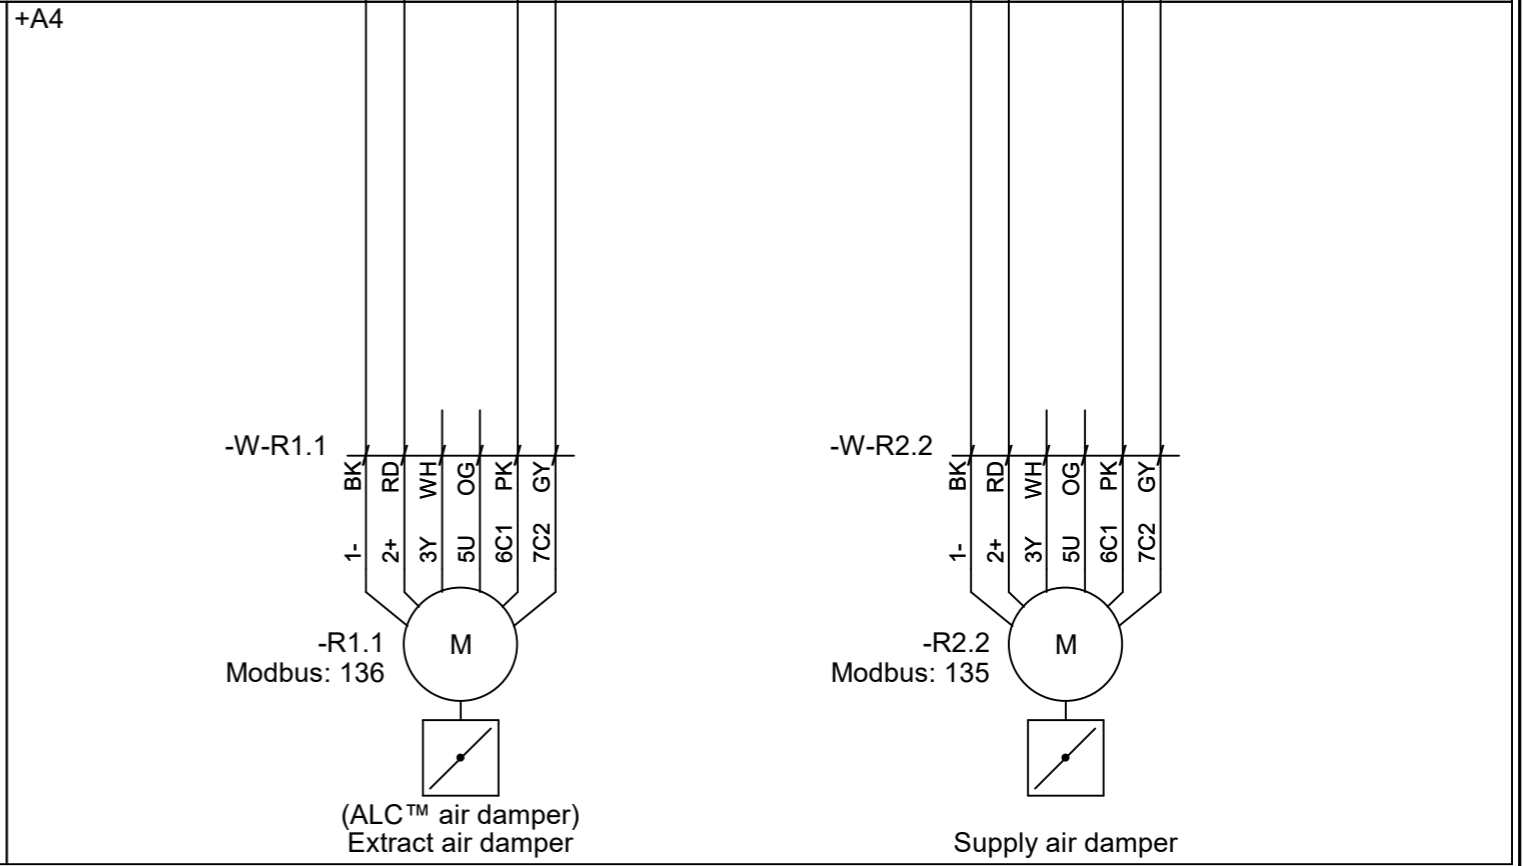 +A4
-W-R1.1
BK RD WH OG PK GY
1- 2+ 3Y 5U 6C1 7C2
-R1.1
Modbus: 136
M
(ALC™ air damper)
Extract air damper
-W-R2.2
BK RD WH OG PK GY
1- 2+ 3Y 5U 6C1 7C2
-R2.2
Modbus: 135
M
Supply air damper